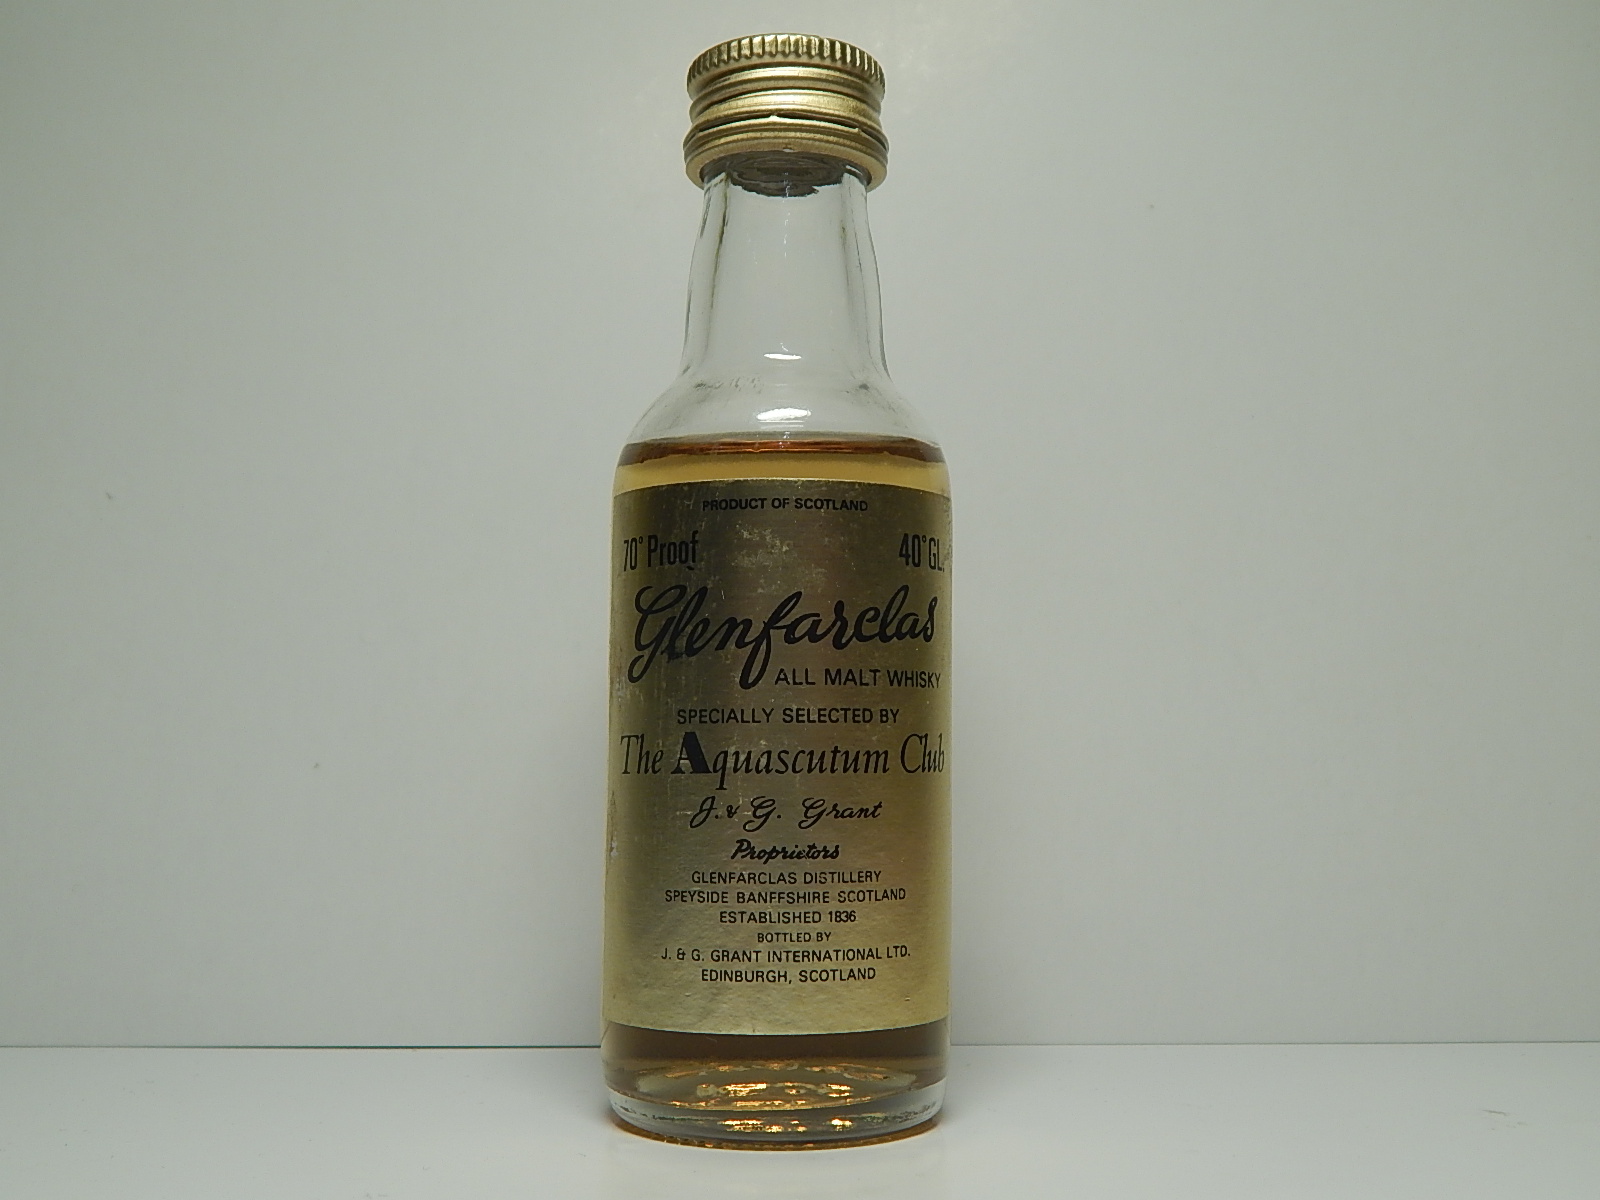 PRODUCT OF SCOTLAND
70° Proof 40°GL.
Glenfarclas
ALL MALT WHISKY
SPECIALLY SELECTED BY
The Aquascutum Club
J. & G. Grant
Proprietors
GLENFARCLAS DISTILLERY
SPEYSIDE BANFFSHIRE SCOTLAND
ESTABLISHED 1836
BOTTLED BY
J. & G. GRANT INTERNATIONAL LTD.
EDINBURGH, SCOTLAND